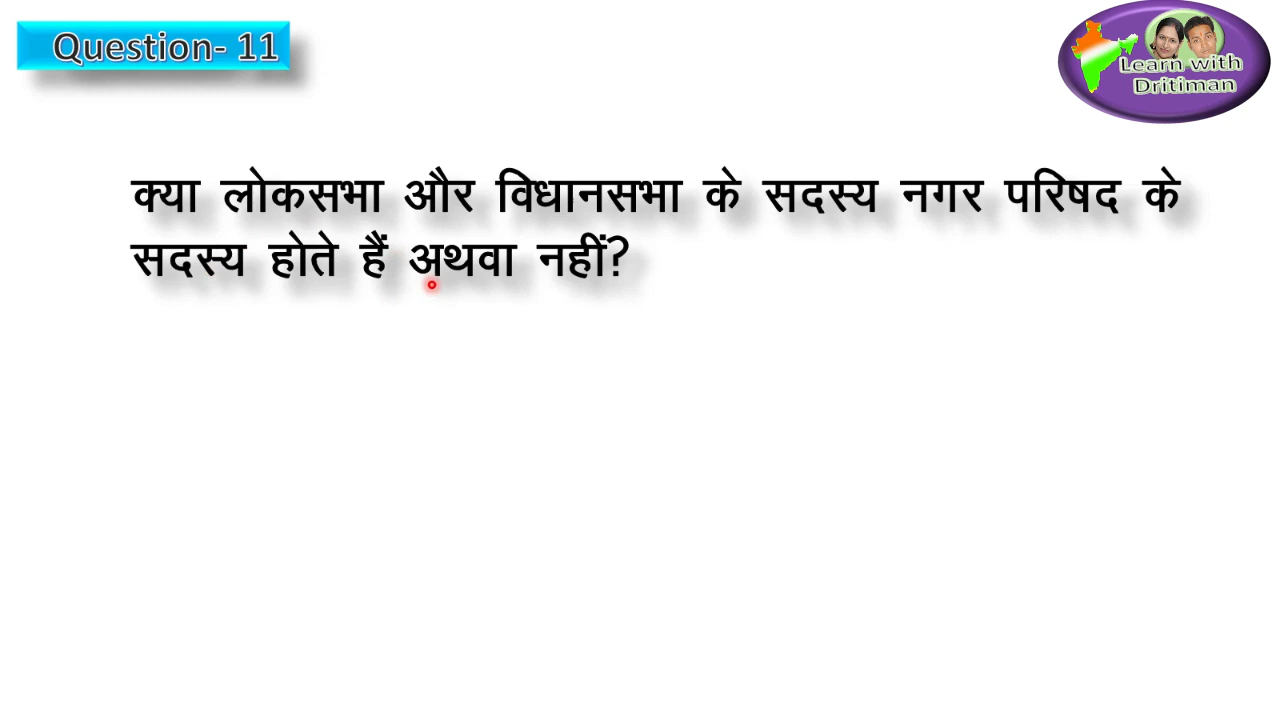 Question- 11
Learn with
Dritiman
क्या लोकसभा और विधानसभा के सदस्य नगर परिषद के
सदस्य होते हैं अथवा नहीं?